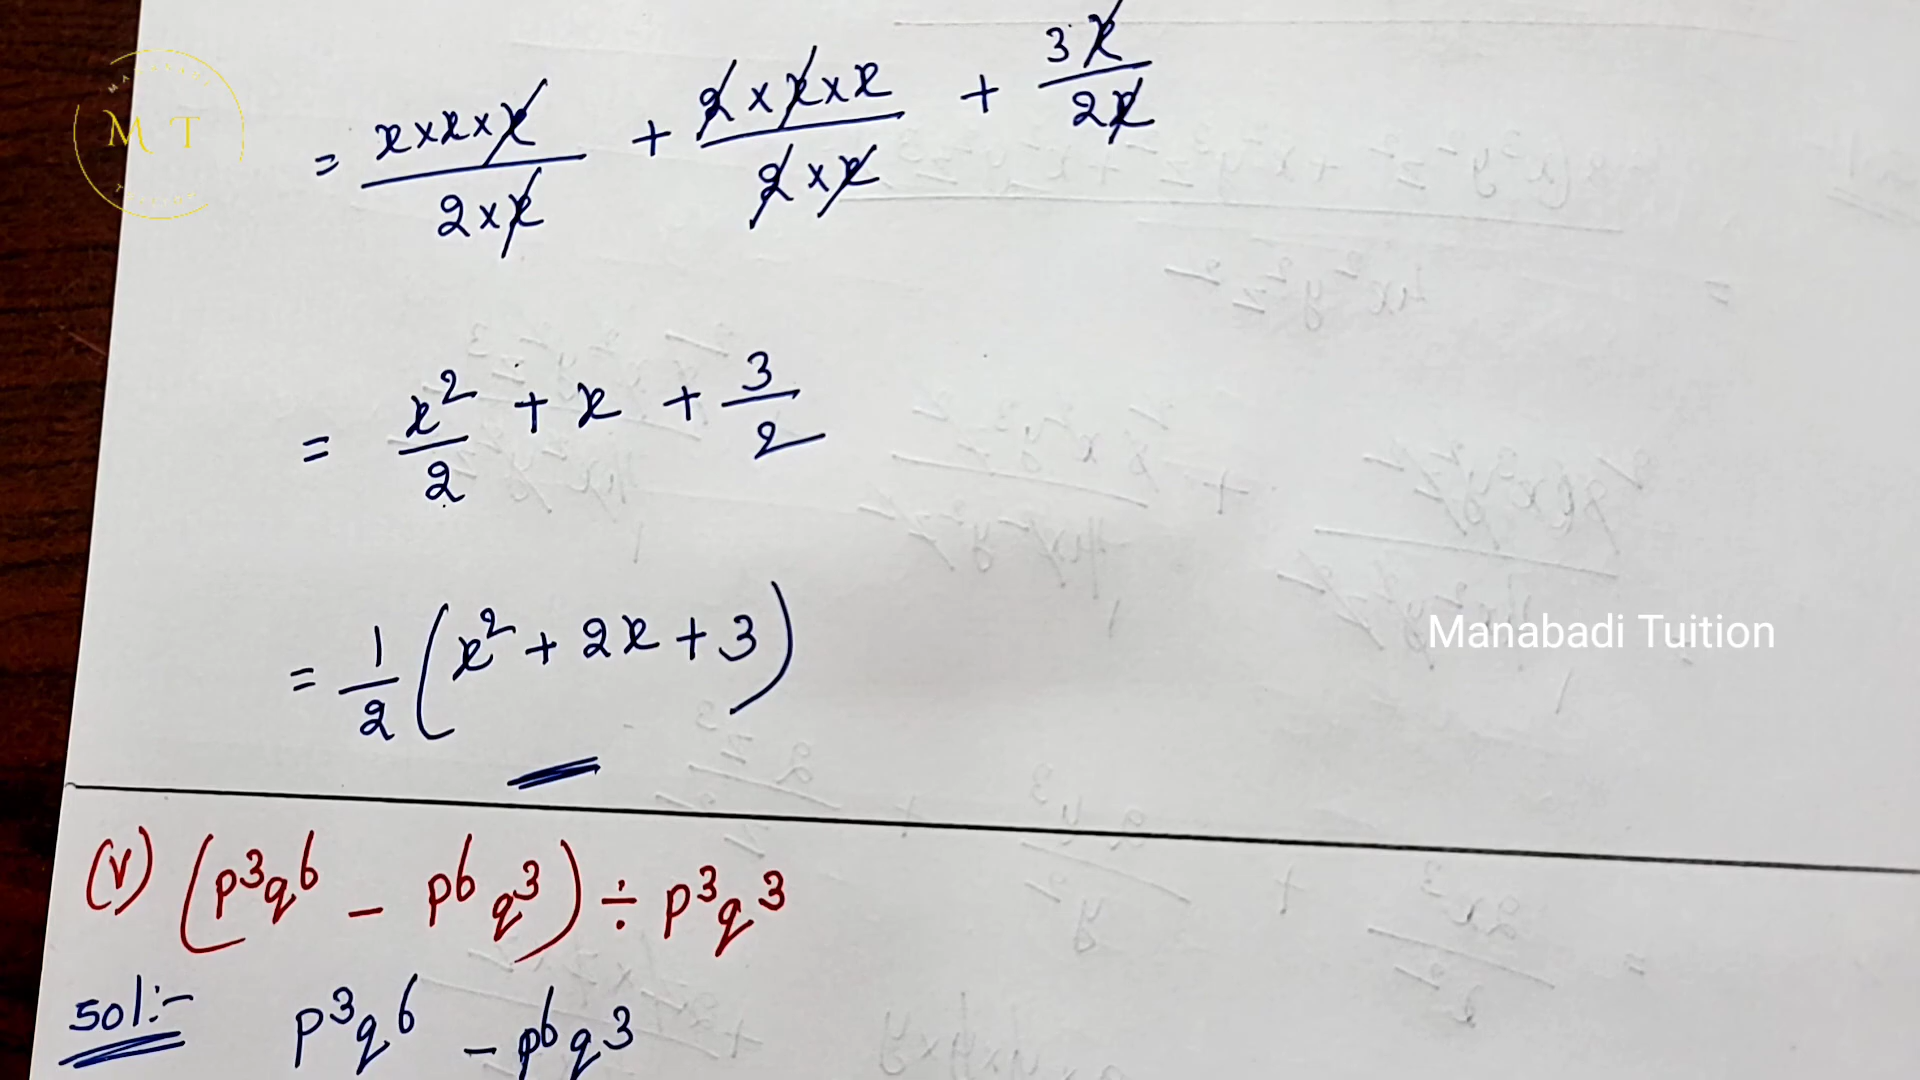 M T
= x×x×x/2×x + 2×x×x/2×x + 3x/2x
= x²/2 + x + 3/2
= 1/2 (x² + 2x + 3)
Manabadi Tuition
(v) (p³q⁶ - p⁶q³) ÷ p³q³
Sol:-
p³q⁶ - p⁶q³